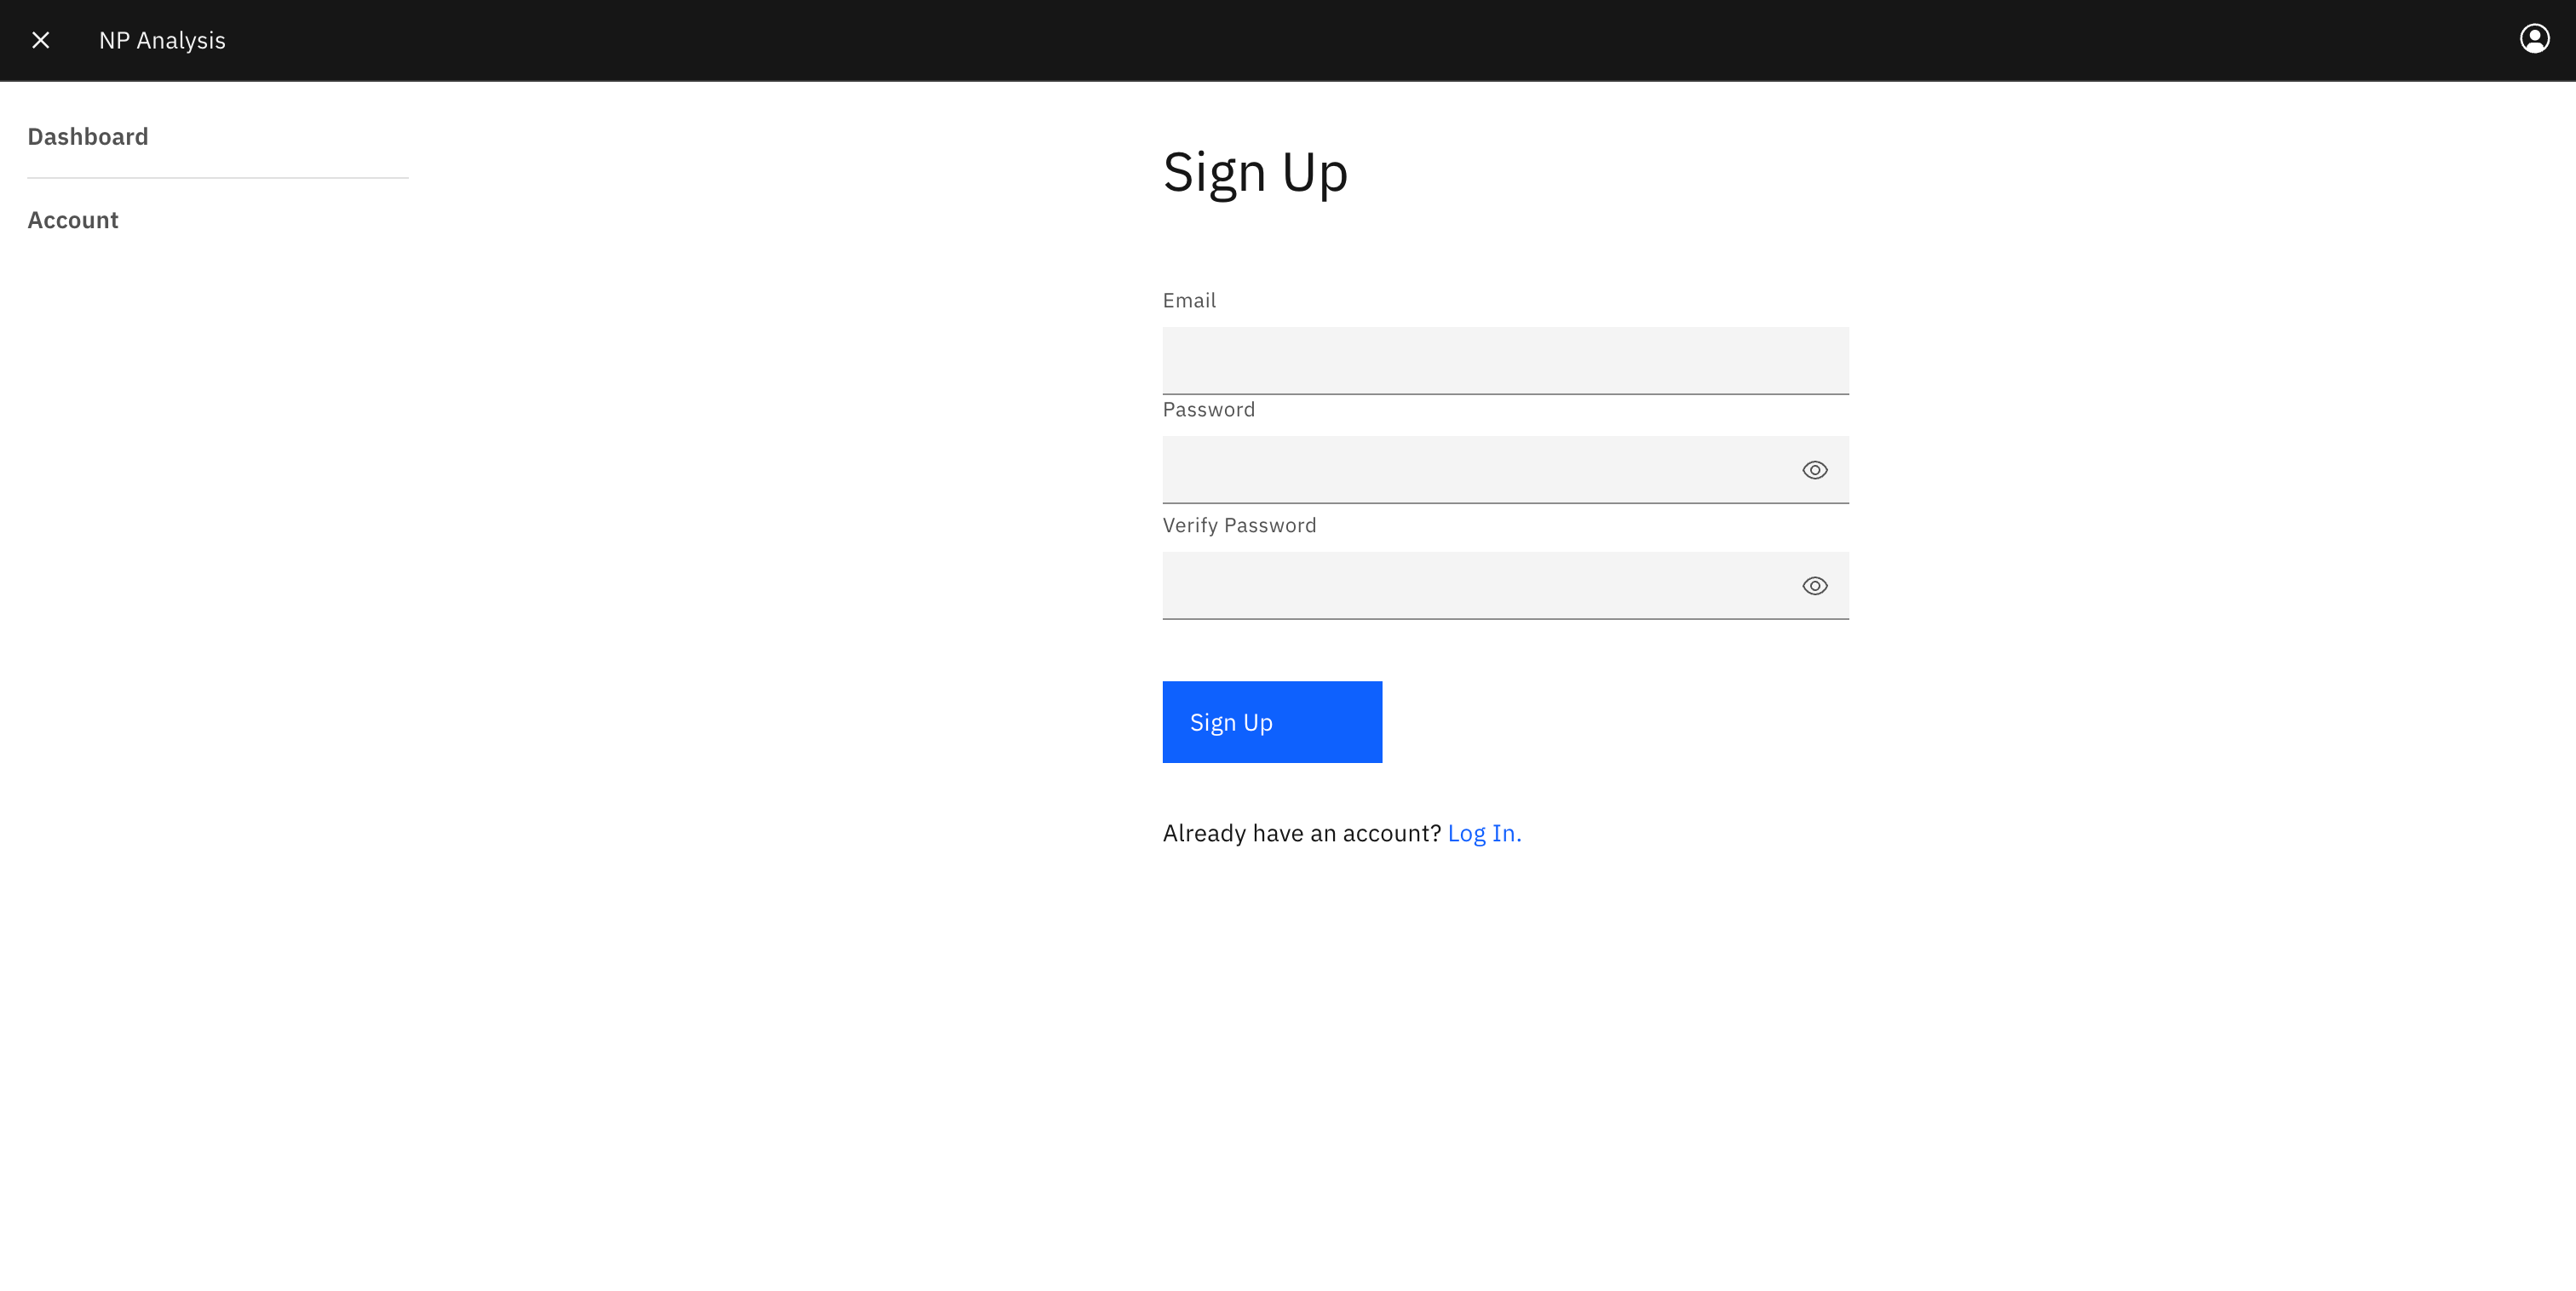 NP Analysis
Dashboard
Account
Sign Up
Email
Password
Verify Password
Sign Up
Already have an account? Log In.